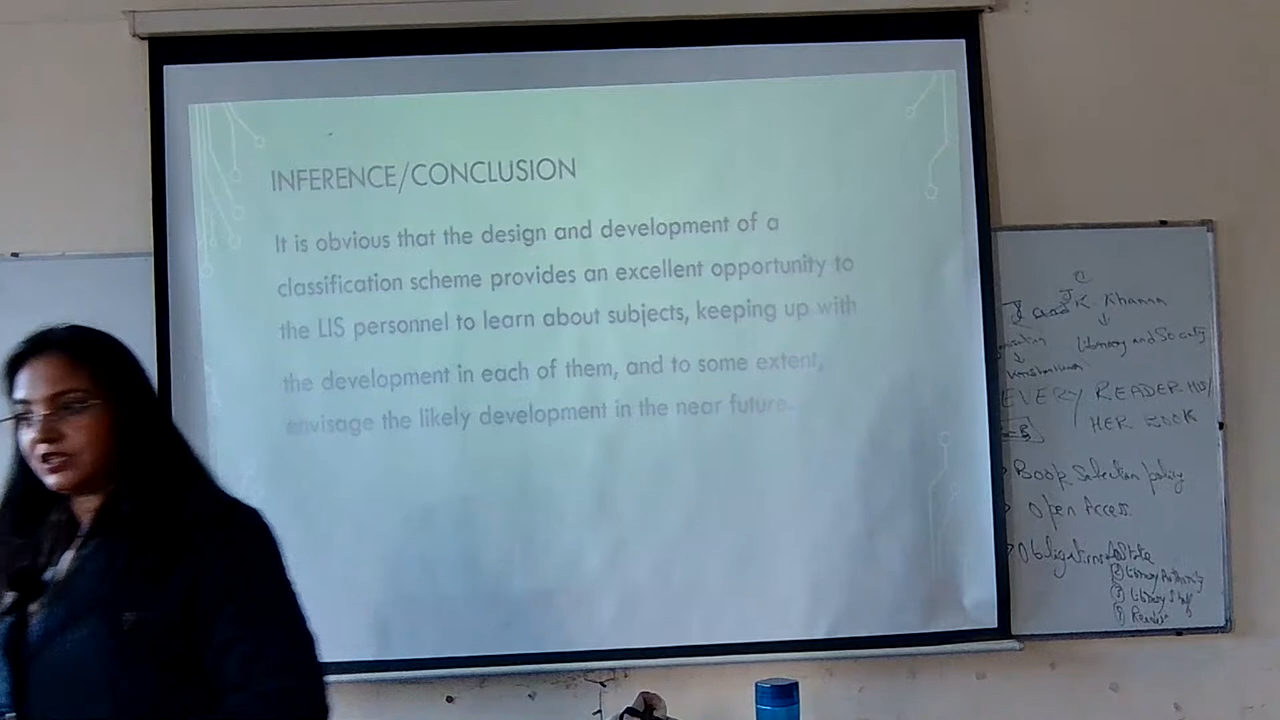 INFERENCE/CONCLUSION
It is obvious that the design and development of a
classification scheme provides an excellent opportunity to
the LIS personnel to learn about subjects, keeping up with
the development in each of them, and to some extent,
envisage the likely development in the near future.
C
J K Khanna
Library and Society
EVERY READER HIS/
HER BOOK
Book Selection policy
Open Access
Obligations State
Library Authority
Library Staff